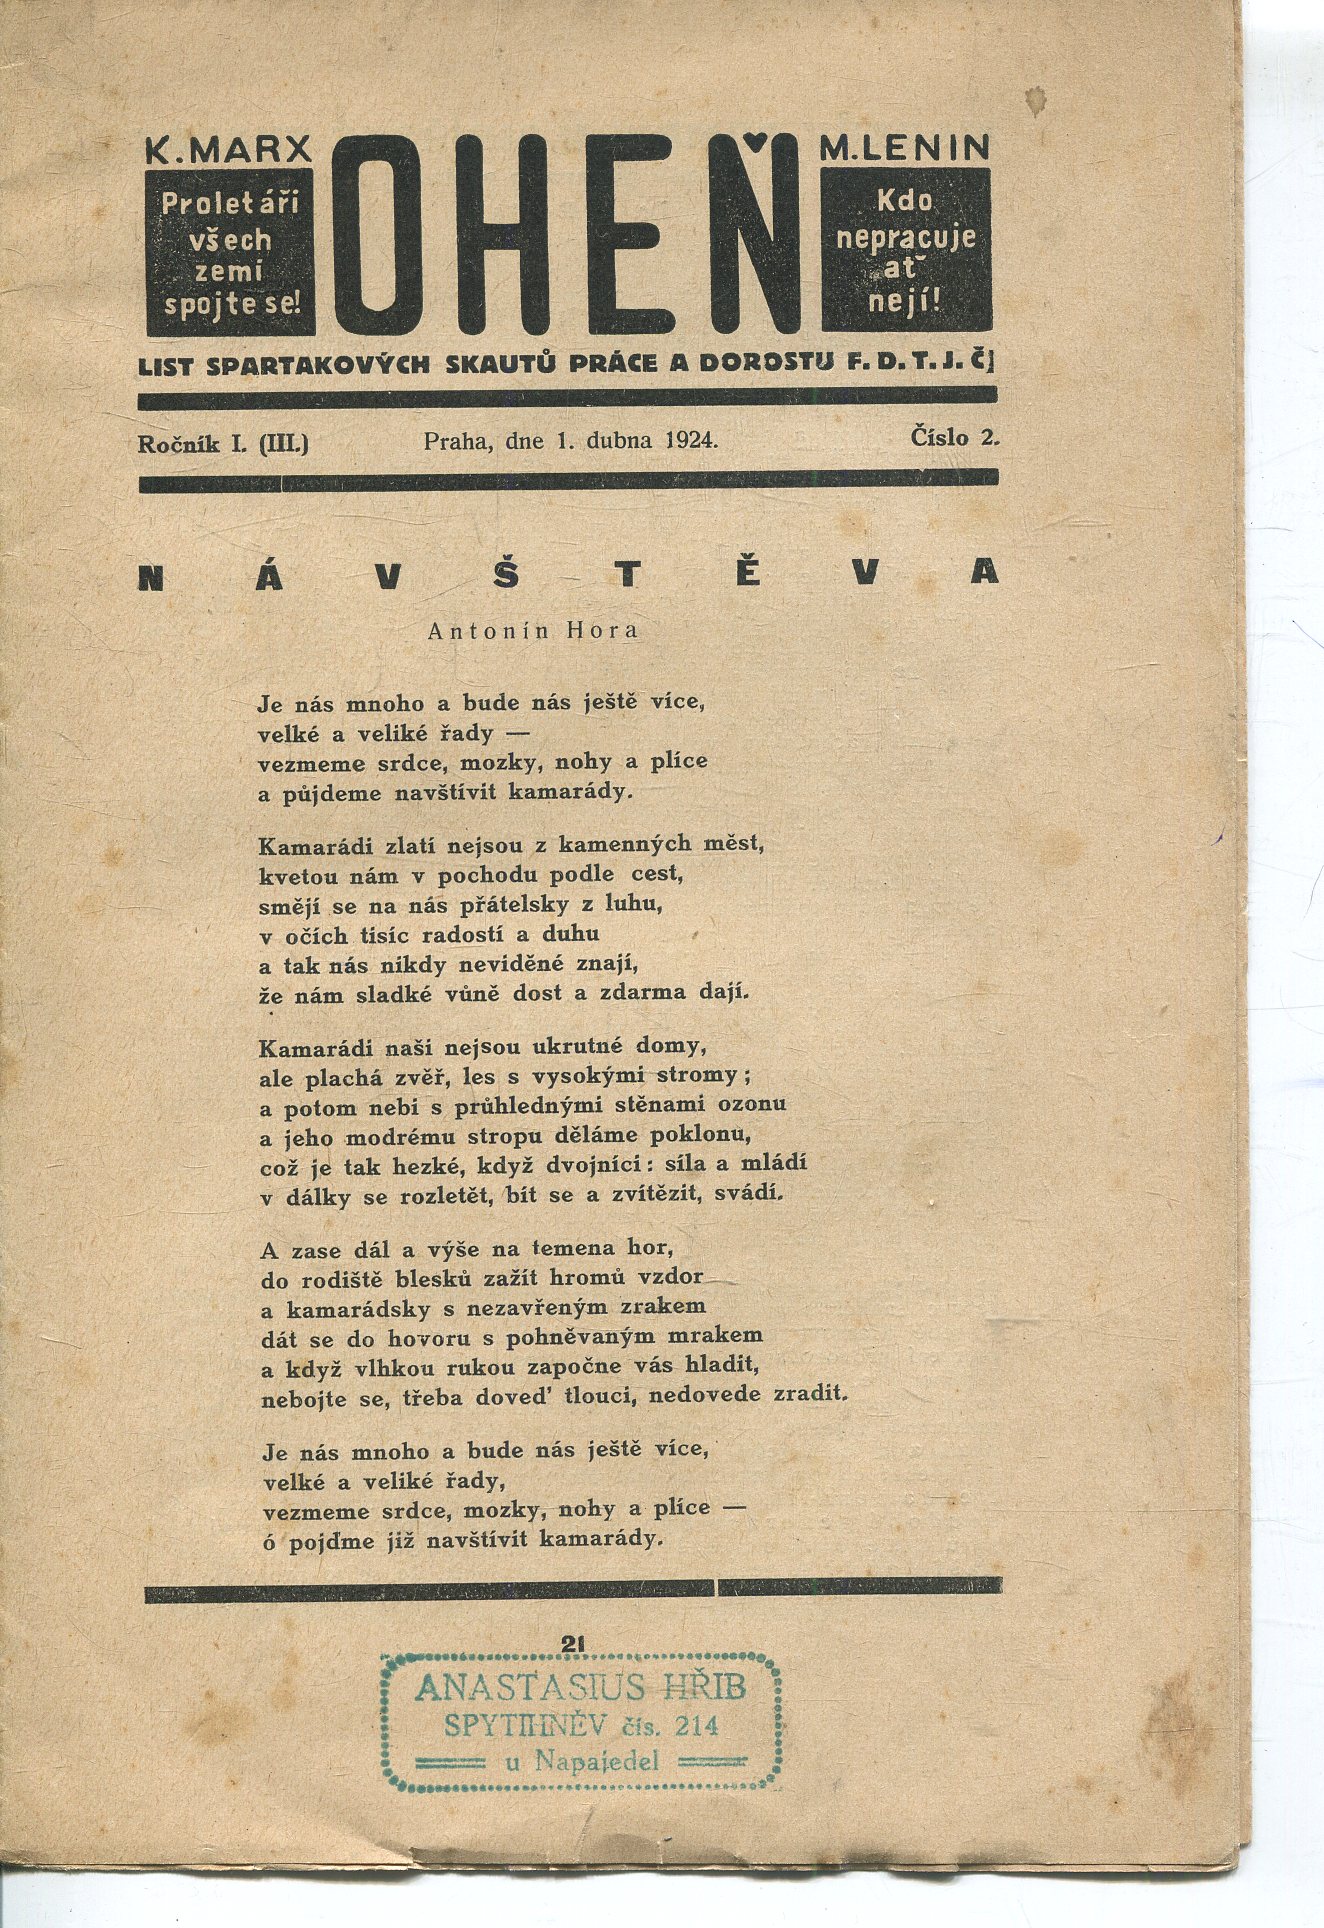 K. MARX
Proletáři
všech
zemi
spojte se!
OHEŇ
M. LENIN
Kdo
nepracuje
ať
nejí!
LIST SPARTAKOVÝCH SKAUTŮ PRÁCE A DOROSTU F. D. T. J. Č
Ročník I. (III.)
Praha, dne 1. dubna 1924.
Číslo 2.
NÁVŠTĚVA
Antonín Hora
Je nás mnoho a bude nás ještě více,
velké a veliké řady —
vezmeme srdce, mozky, nohy a plíce
a půjdeme navštívit kamarády.
Kamarádi zlatí nejsou z kamenných měst,
kvetou nám v pochodu podle cest,
smějí se na nás přátelsky z luhu,
v očích tisíc radostí a duhu
a tak nás nikdy neviděné znají,
že nám sladké vůně dost a zdarma dají.
Kamarádi naši nejsou ukrutné domy,
ale plachá zvěř, les s vysokými stromy;
a potom nebi s průhlednými stěnami ozonu
a jeho modrému stropu děláme poklonu,
což je tak hezké, když dvojníci: síla a mládí
v dálky se rozletět, bít se a zvítězit, svádí.
A zase dál a výše na temena hor,
do rodiště blesků zažít hromů vzdor
a kamarádsky s nezavřeným zrakem
dát se do hovoru s pohněvaným mrakem
a když vlhkou rukou započne vás hladit,
nebojte se, třeba doved' tlouci, nedovede zradit.
Je nás mnoho a bude nás ještě více,
velké a veliké řady,
vezmeme srdce, mozky, nohy a plíce —
ó pojďme již navštívit kamarády.
21
ANASTASIUS HŘIB
SPYTIHNĚV čís. 214
u Napajedel